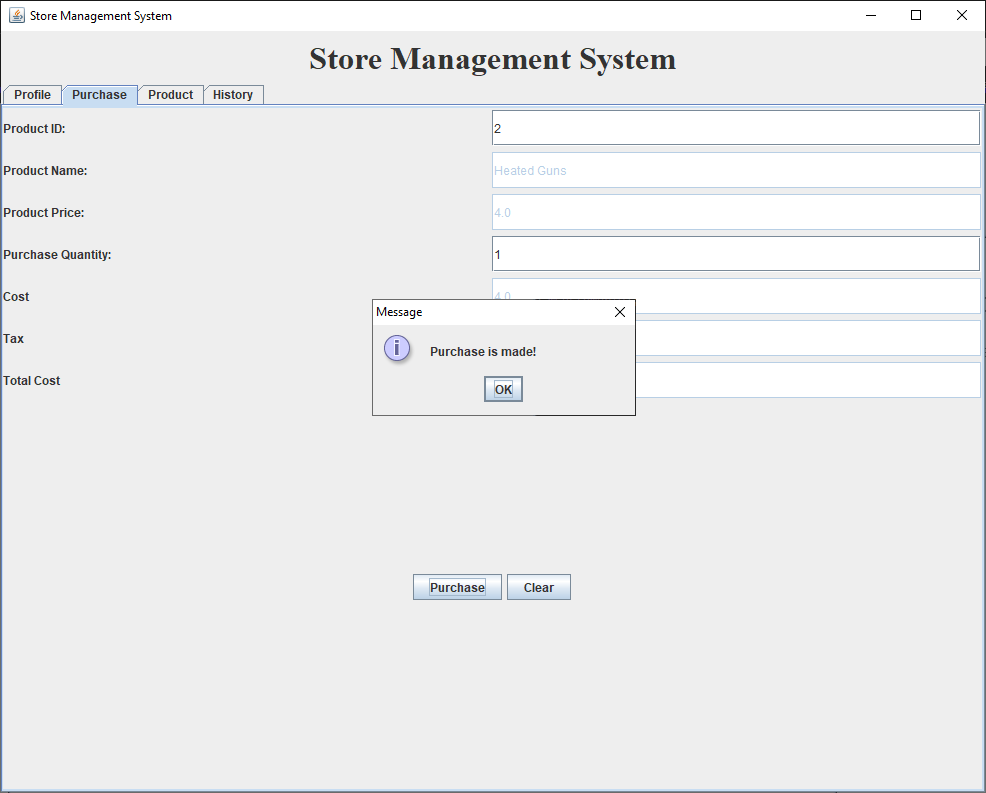 Store Management System
Store Management System
Profile Purchase Product History
Product ID: 2
Product Name: Heated Guns
Product Price: 4.0
Purchase Quantity: 1
Cost 4.0
Message
Tax
Purchase is made!
Total Cost
OK
Purchase Clear